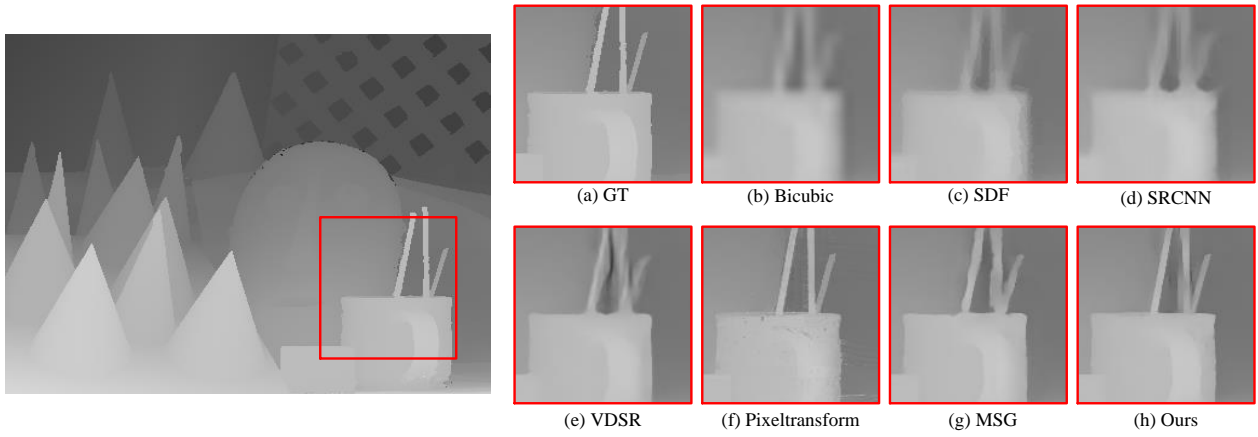 (a) GT
(b) Bicubic
(c) SDF
(d) SRCNN
(e) VDSR
(f) Pixeltransform
(g) MSG
(h) Ours